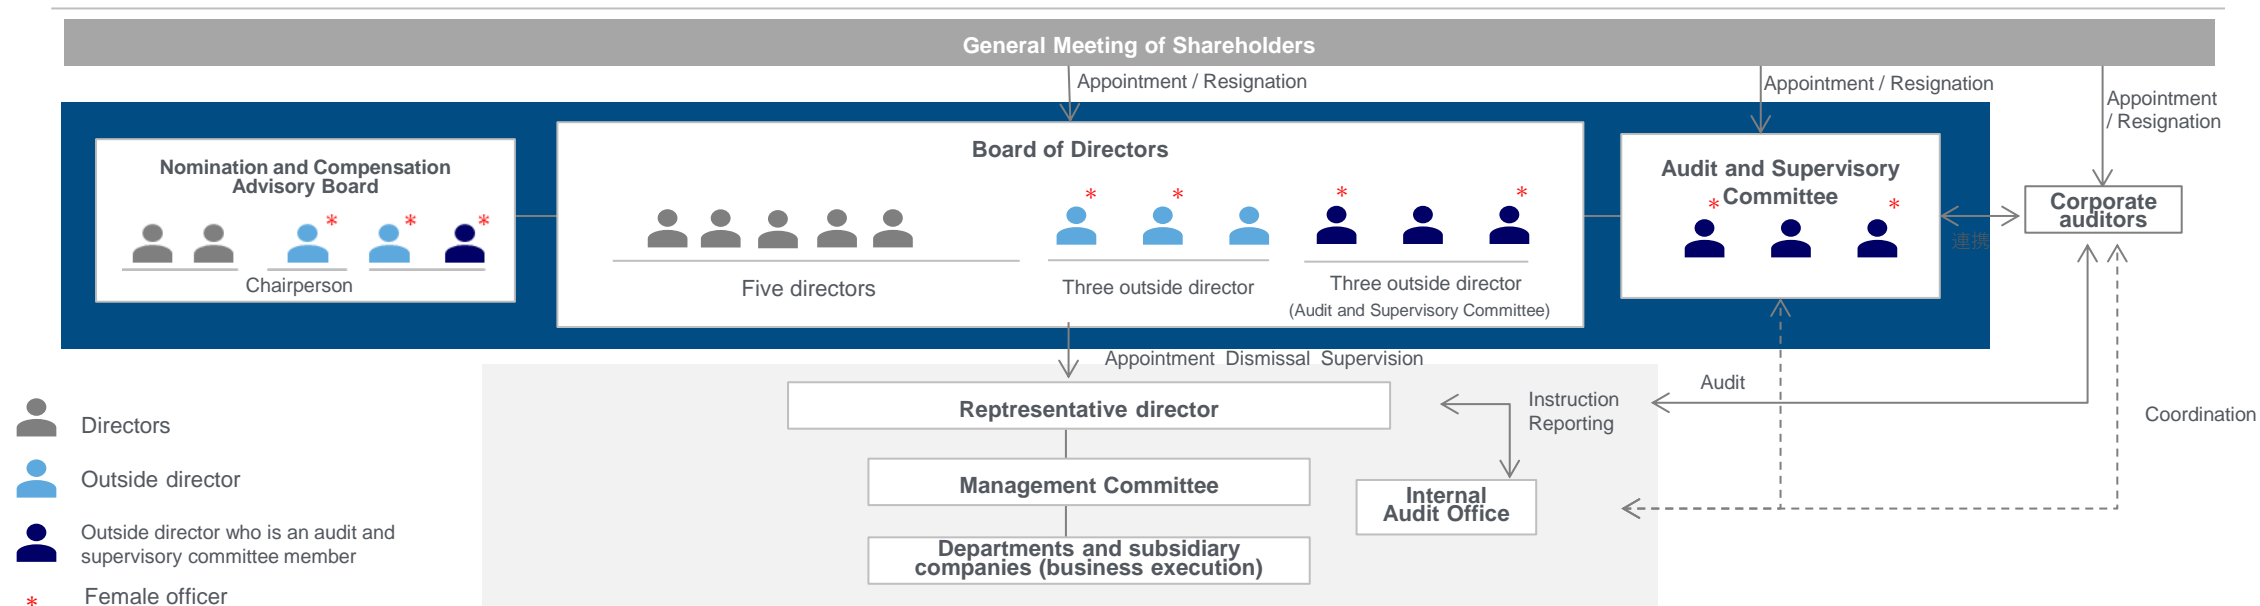 General Meeting of Shareholders
Appointment / Resignation
Appointment / Resignation
Appointment
/ Resignation
Nomination and Compensation
Advisory Board
* * *
Chairperson
Board of Directors
* * * *
Five directors
Three outside director
Three outside director
(Audit and Supervisory Committee)
Audit and Supervisory
Committee
* *
連携
Corporate
auditors
Appointment Dismissal Supervision
Reptresentative director
Management Committee
Departments and subsidiary
companies (business execution)
Instruction
Reporting
Internal
Audit Office
Audit
Coordination
Directors
Outside director
Outside director who is an audit and
supervisory committee member
* Female officer